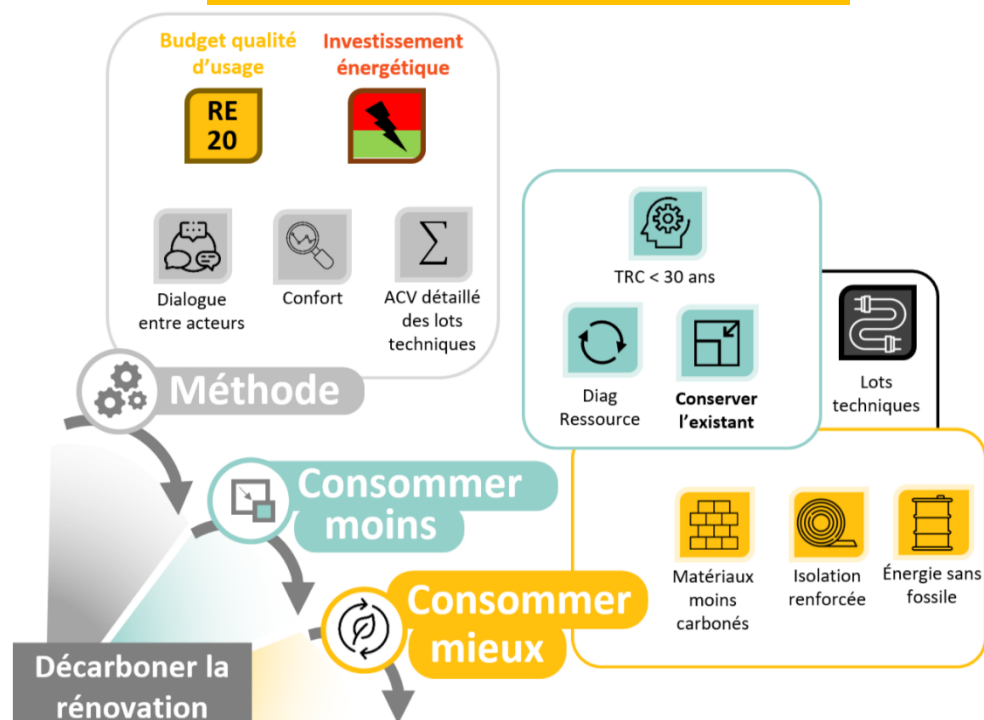 Budget qualité
d’usage
Investissement
énergétique
RE
20
Dialogue
entre acteurs
Confort
ACV détaillé
des lots
techniques
Méthode
TRC < 30 ans
Diag
Ressource
Conserver
l’existant
Lots
techniques
Consommer
moins
Matériaux
moins
carbonés
Isolation
renforcée
Énergie sans
fossile
Consommer
mieux
Décarboner la
rénovation